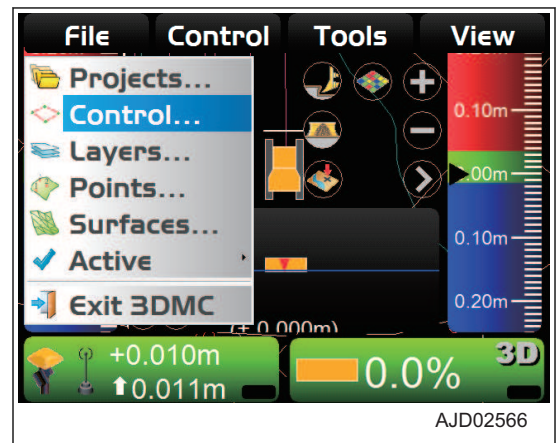 File Control Tools View
Projects...
Control...
Layers...
Points...
Surfaces...
Active
Exit 3DMC
0.10m
.00m
0.10m
0.20m
(± 0.000m)
+0.010m
0.011m
0.0%
3D
AJD02566